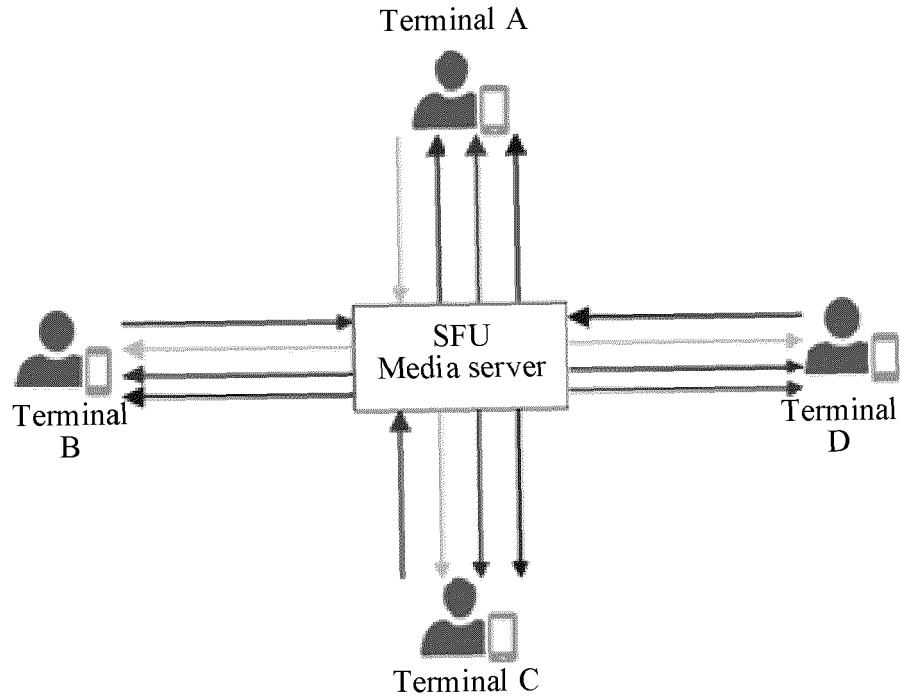 Terminal A
SFU
Media server
Terminal
B
Terminal
D
Terminal C